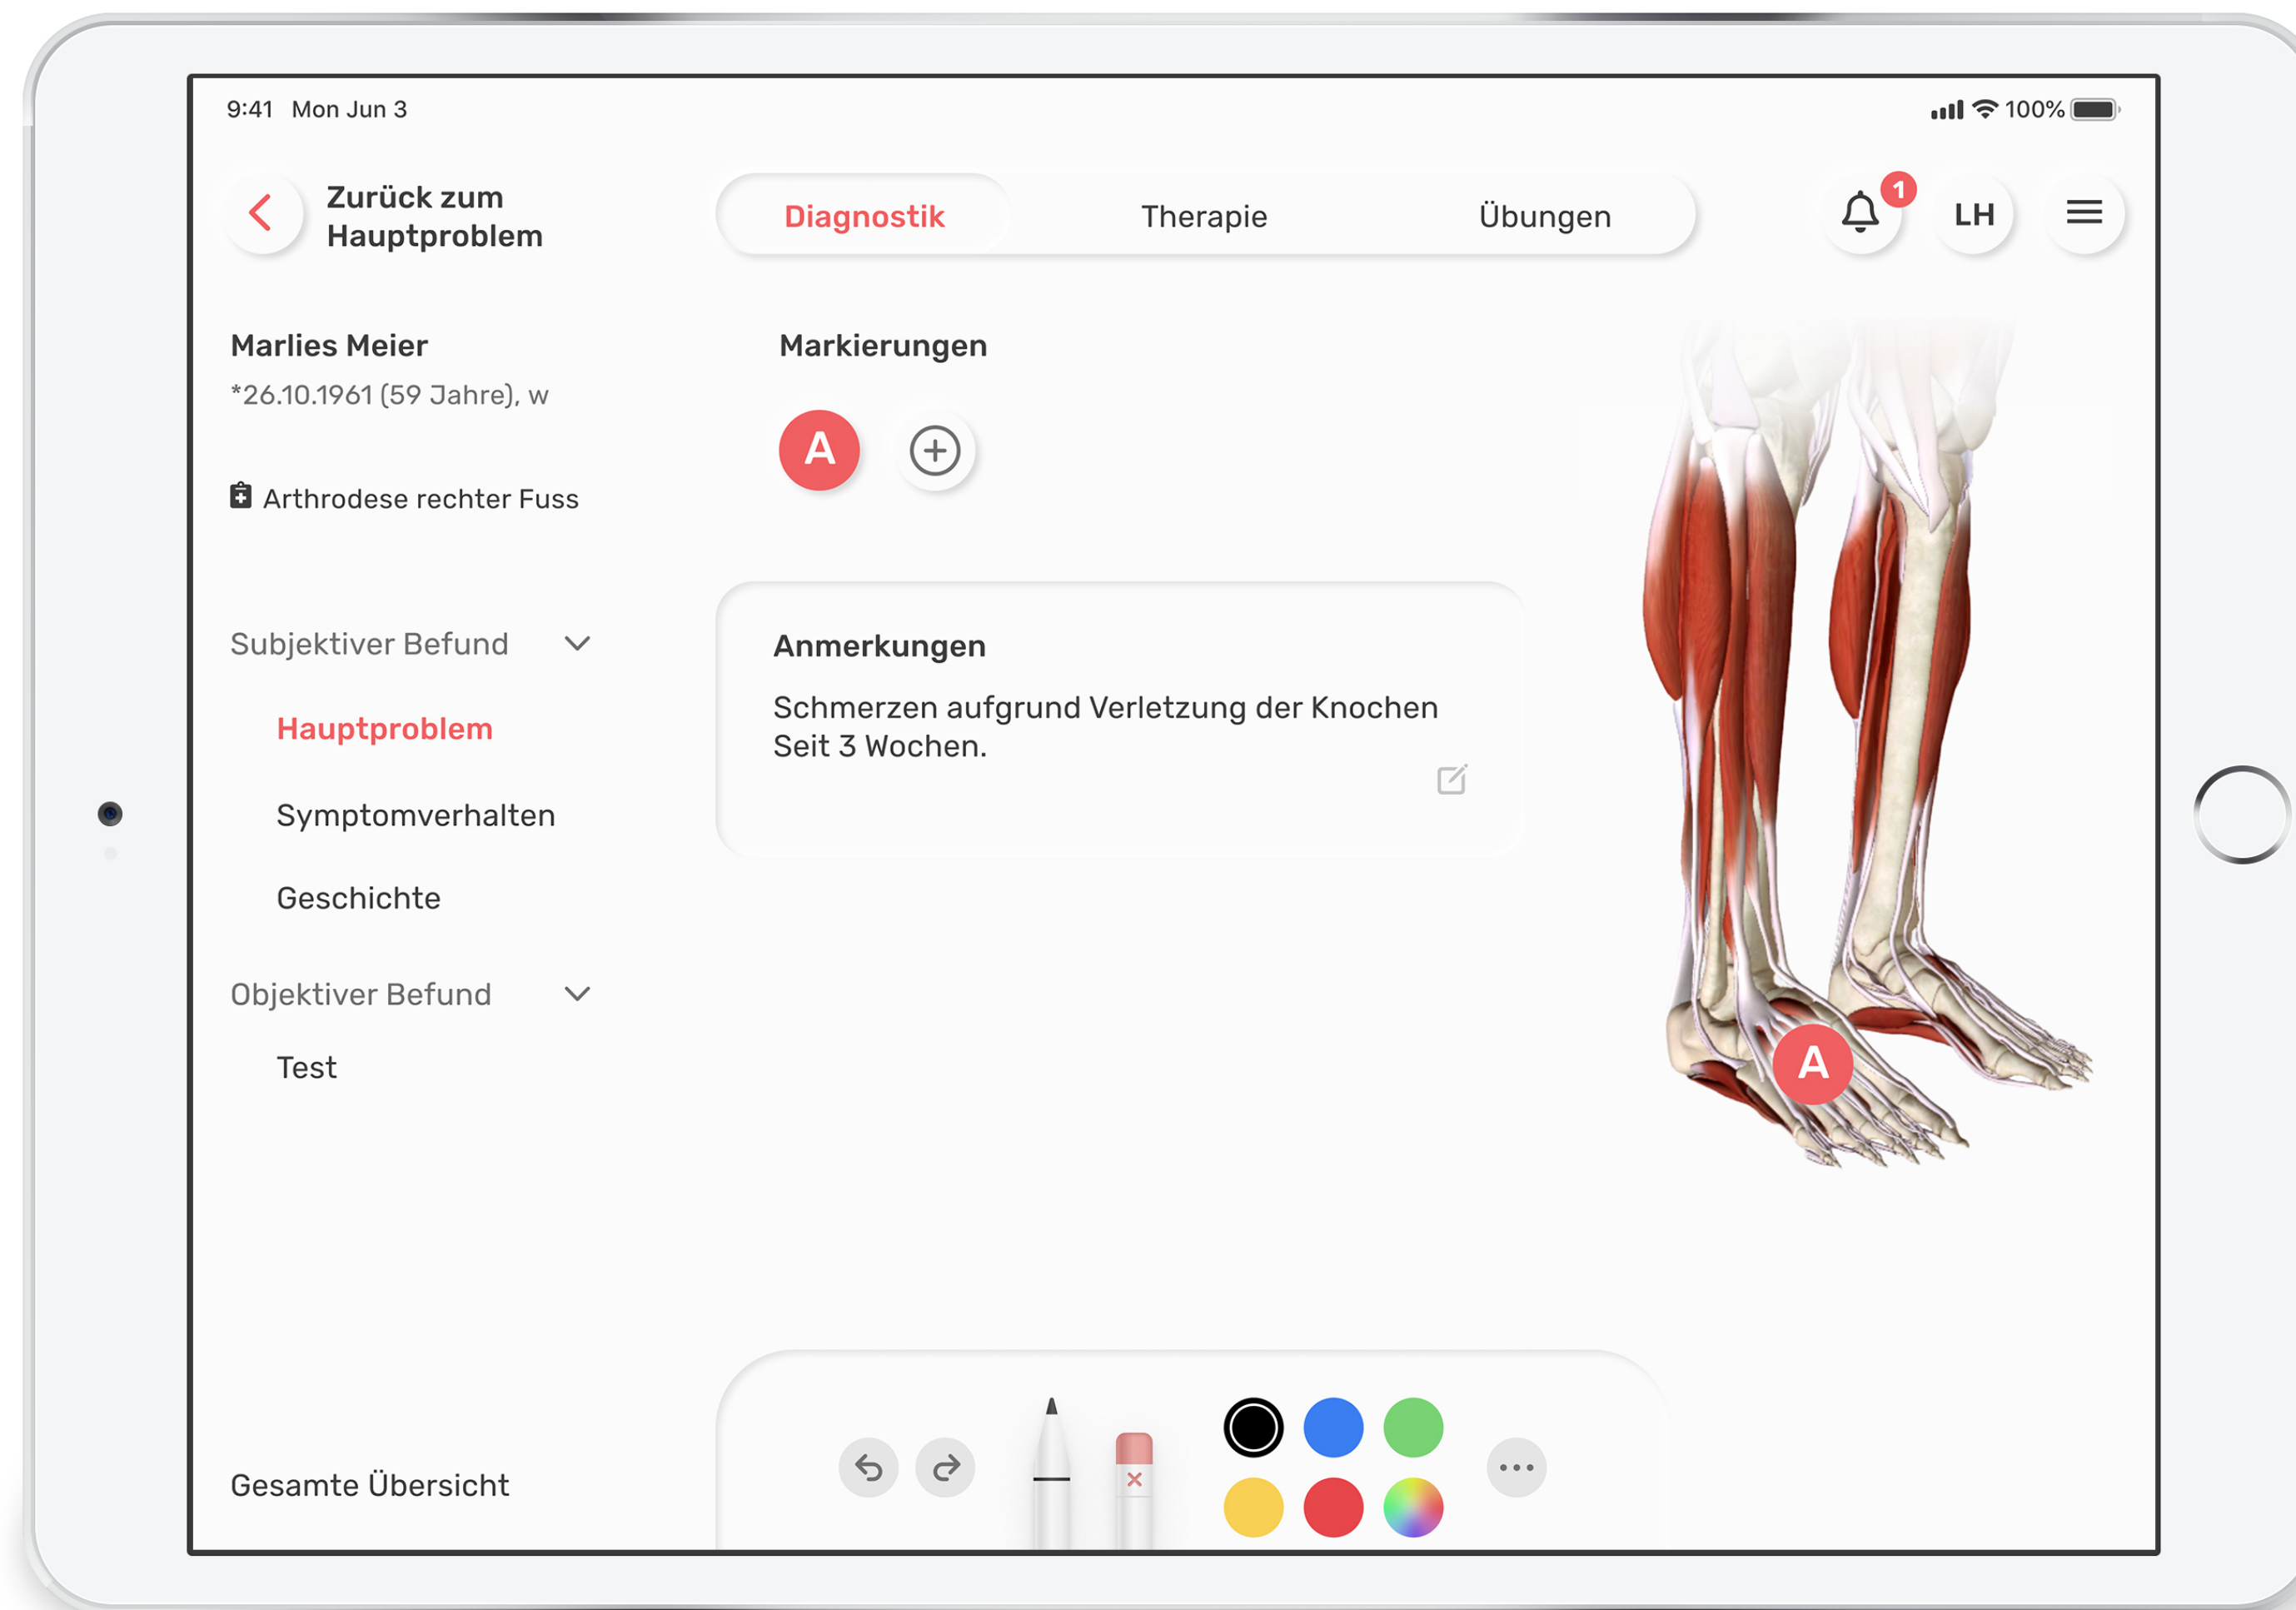 9:41 Mon Jun 3
100%
Zurück zum
Hauptproblem
Diagnostik
Therapie
Übungen
1
LH
Marlies Meier
*26.10.1961 (59 Jahre), w
Arthrodese rechter Fuss
Subjektiver Befund
Hauptproblem
Symptomverhalten
Geschichte
Objektiver Befund
Test
Gesamte Übersicht
Markierungen
A
Anmerkungen
Schmerzen aufgrund Verletzung der Knochen
Seit 3 Wochen.
A